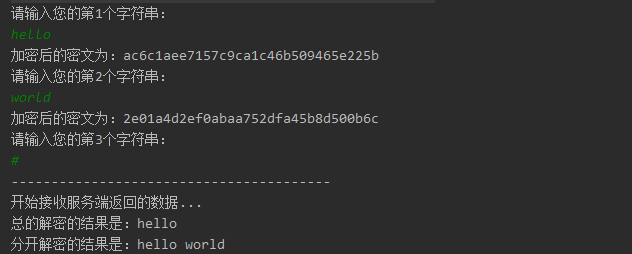 请输入您的第1个字符串：
hello
加密后的密文为：ac6c1aee7157c9ca1c46b509465e225b
请输入您的第2个字符串：
world
加密后的密文为：2e01a4d2ef0abaa752dfa45b8d500b6c
请输入您的第3个字符串：
#
----------------------------------------
开始接收服务端返回的数据...
总的解密的结果是：hello
分开解密的结果是：hello world